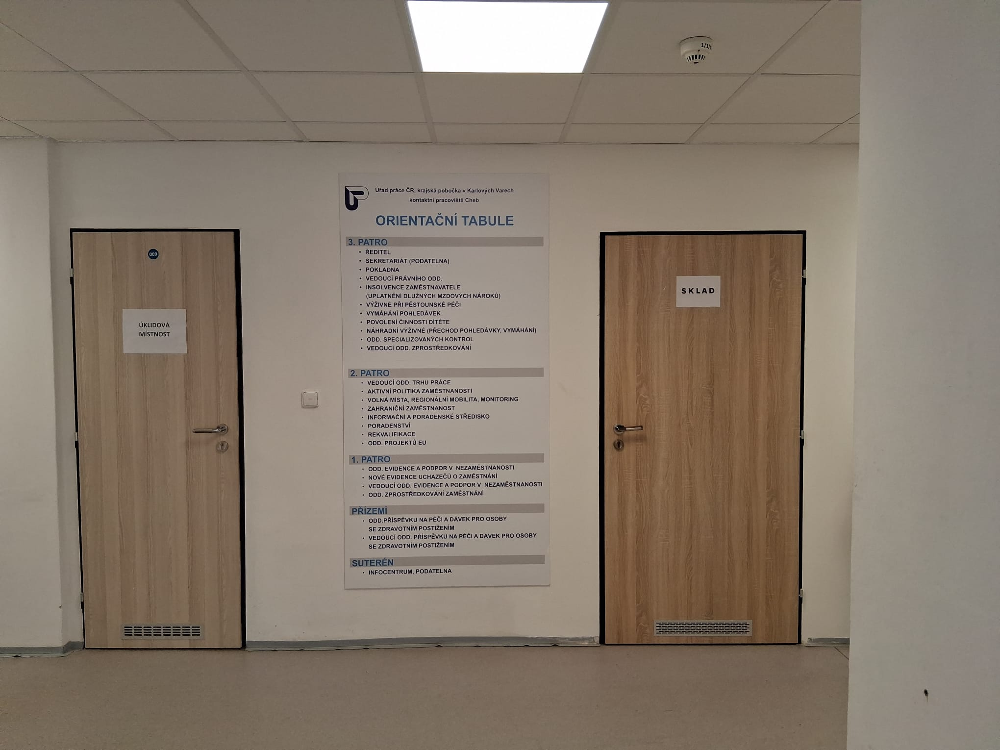 1/1/
009
ÚKLIDOVÁ
MÍSTNOST
Úřad práce ČR, krajská pobočka v Karlových Varech
kontaktní pracoviště Cheb
ORIENTAČNÍ TABULE
3. PATRO
• ŘEDITEL
• SEKRETARIÁT (PODATELNA)
• POKLADNA
• VEDOUCÍ PRÁVNÍHO ODD.
• INSOLVENCE ZAMĚSTNAVATELE
(UPLATNĚNÍ DLUŽNÝCH MZDOVÝCH NÁROKŮ)
• VÝŽIVNÉ PŘI PĚSTOUNSKÉ PÉČI
• VYMÁHÁNÍ POHLEDÁVEK
• POVOLENÍ ČINNOSTI DÍTĚTE
• NÁHRADNÍ VÝŽIVNÉ (PŘECHOD POHLEDÁVKY, VYMÁHÁNÍ)
• ODD. SPECIALIZOVANÝCH KONTROL
• VEDOUCÍ ODD. ZPROSTŘEDKOVÁNÍ
2. PATRO
• VEDOUCÍ ODD. TRHU PRÁCE
• AKTIVNÍ POLITIKA ZAMĚSTNANOSTI
• VOLNÁ MÍSTA, REGIONÁLNÍ MOBILITA, MONITORING
• ZAHRANIČNÍ ZAMĚSTNANOST
• INFORMAČNÍ A PORADENSKÉ STŘEDISKO
• PORADENSTVÍ
• REKVALIFIKACE
• ODD. PROJEKTŮ EU
1. PATRO
• ODD. EVIDENCE A PODPOR V NEZAMĚSTNANOSTI
• NOVÉ EVIDENCE UCHAZEČŮ O ZAMĚSTNÁNÍ
• VEDOUCÍ ODD. EVIDENCE A PODPOR V NEZAMĚSTNANOSTI
• ODD. ZPROSTŘEDKOVÁNÍ ZAMĚSTNÁNÍ
PŘÍZEMÍ
• ODD.PŘÍSPĚVKU NA PÉČI A DÁVEK PRO OSOBY
SE ZDRAVOTNÍM POSTIŽENÍM
• VEDOUCÍ ODD. PŘÍSPĚVKU NA PÉČI A DÁVEK PRO OSOBY
SE ZDRAVOTNÍM POSTIŽENÍM
SUTERÉN
• INFOCENTRUM, PODATELNA
SKLAD